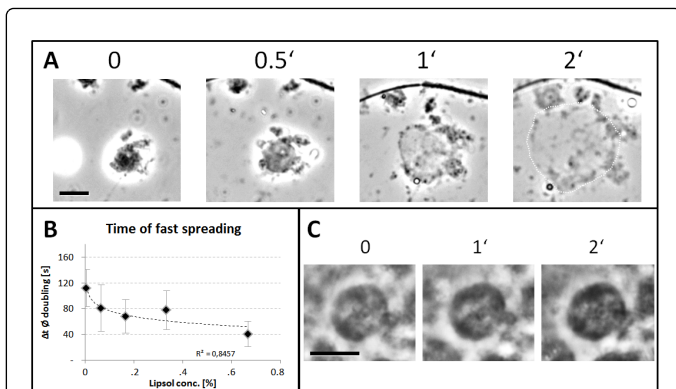 A
0 0.5‘ 1‘ 2‘
B
Time of fast spreading
Δt Ø doubling [s]
160
120
80
40
-
0 .2 .4 .6 0.8
R² = 0,8457
Lipsol conc. [%]
C
0 1‘ 2‘